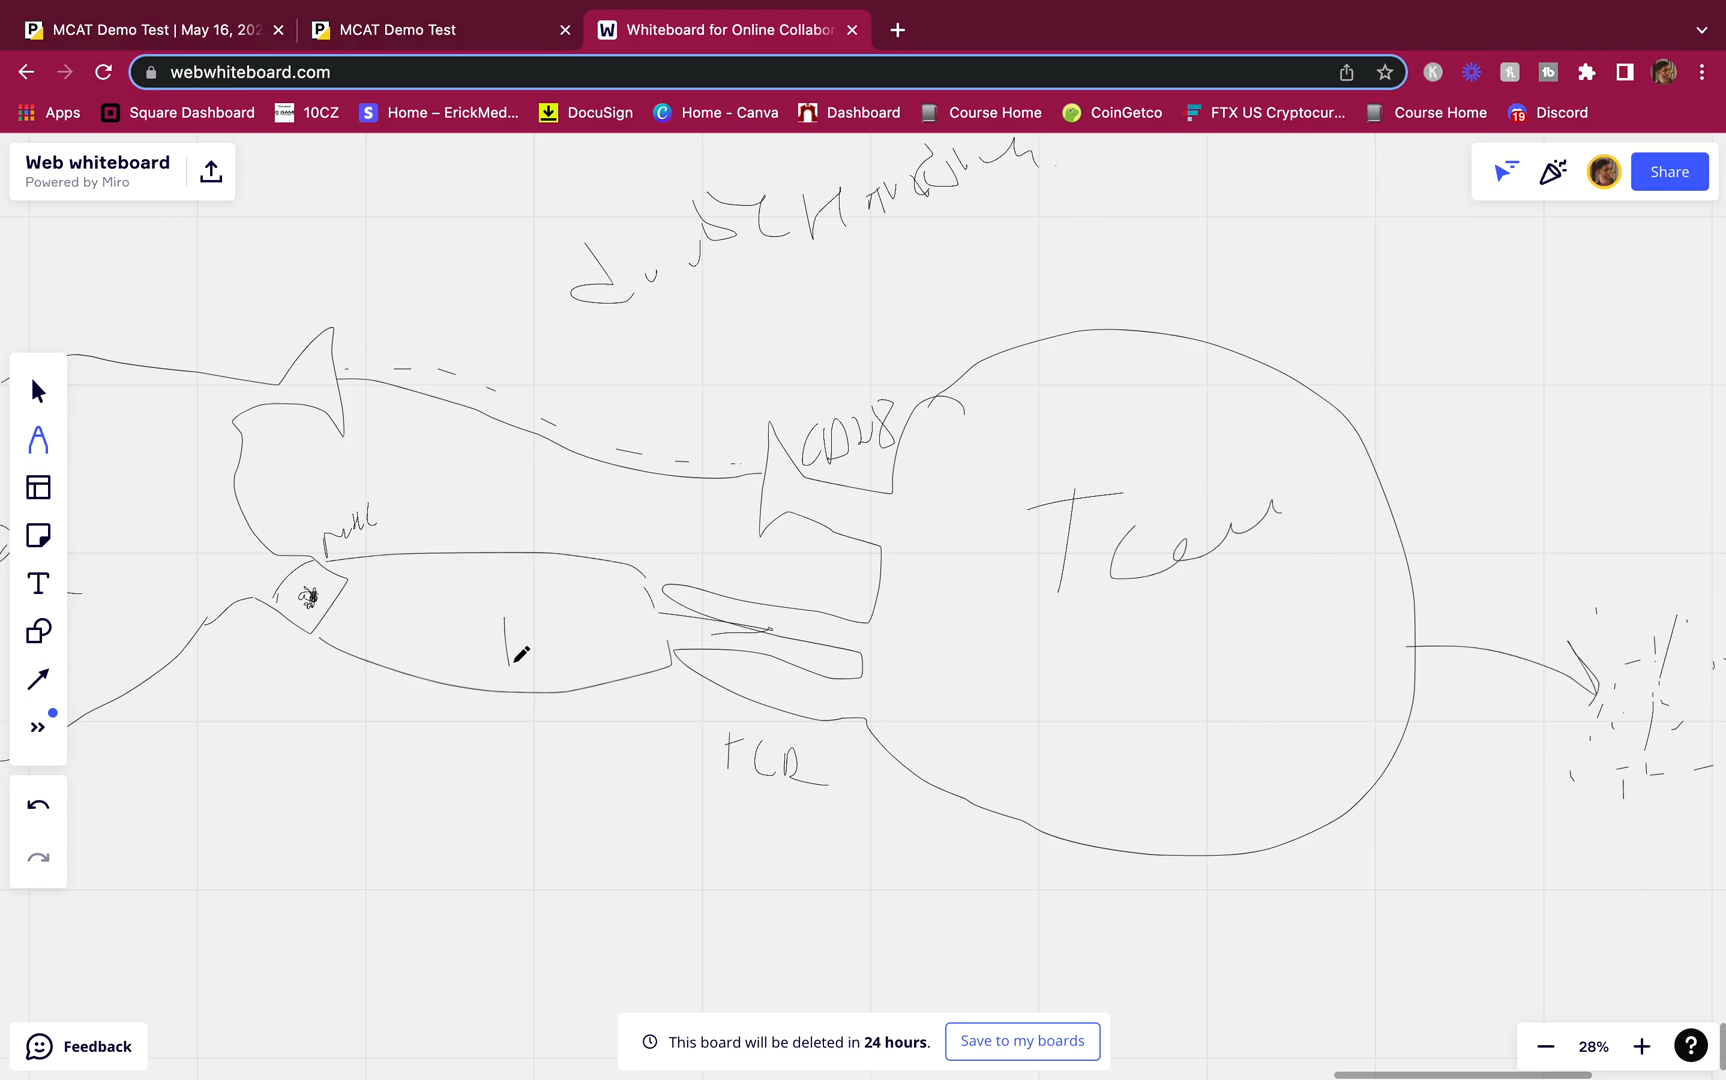 MCAT Demo Test | May 16, 202
MCAT Demo Test
Whiteboard for Online Collabor
webwhiteboard.com
Apps
Square Dashboard
10CZ
Home – ErickMed...
DocuSign
Home - Canva
Dashboard
Course Home
CoinGetco
FTX US Cryptocur...
Course Home
19
Discord
Web whiteboard
Powered by Miro
Share
CD28
T Cell
TCR
Feedback
This board will be deleted in 24 hours.
Save to my boards
28%